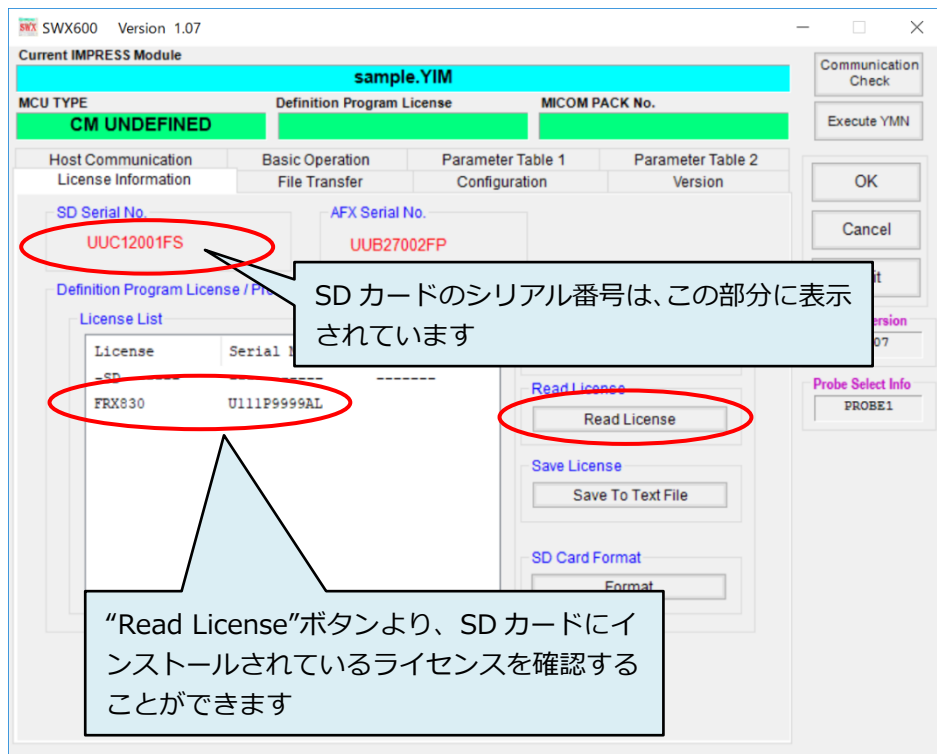 SWX600 Version 1.07
Current IMPRESS Module
sample.YIM
MCU TYPE
Definition Program License
MICOM PACK No.
CM UNDEFINED
Communication
Check
Execute YMN
Host Communication
Basic Operation
Parameter Table 1
Parameter Table 2
License Information
File Transfer
Configuration
Version
OK
Cancel
SD Serial No.
UUC12001FS
AFX Serial No.
UUB27002FP
SD カードのシリアル番号は、この部分に表示
されています
Definition Program License /
License List
License
Serial
-SD------- ----------- -------
FRX830 U111P9999AL
Read License
Read License
Save License
Save To Text File
SD Card Format
Format
07
Probe Select Info
PROBE1
“Read License”ボタンより、SD カードにイ
ンストールされているライセンスを確認する
ことができます